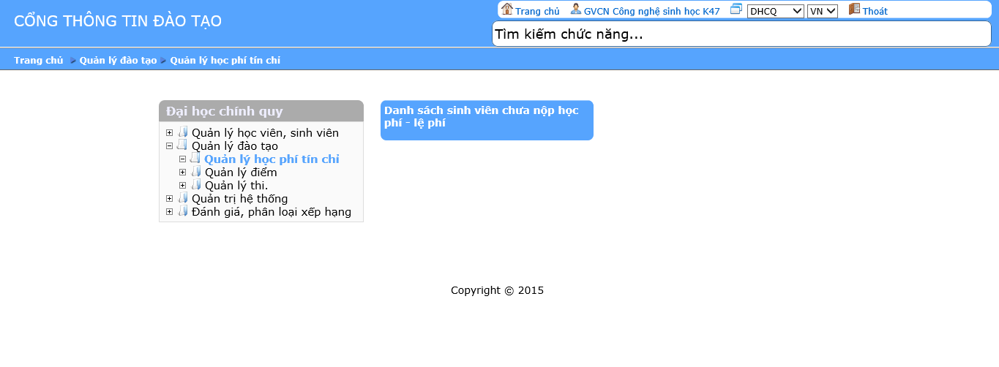 CỔNG THÔNG TIN ĐÀO TẠO
Trang chủ GVCN Công nghệ sinh học K47 DHCQ VN Thoát
Tìm kiếm chức năng...
Trang chủ Quản lý đào tạo Quản lý học phí tín chỉ
Đại học chính quy
Quản lý học viên, sinh viên
Quản lý đào tạo
Quản lý học phí tín chỉ
Quản lý điểm
Quản lý thi.
Quản trị hệ thống
Đánh giá, phân loại xếp hạng
Danh sách sinh viên chưa nộp học
phí - lệ phí
Copyright © 2015